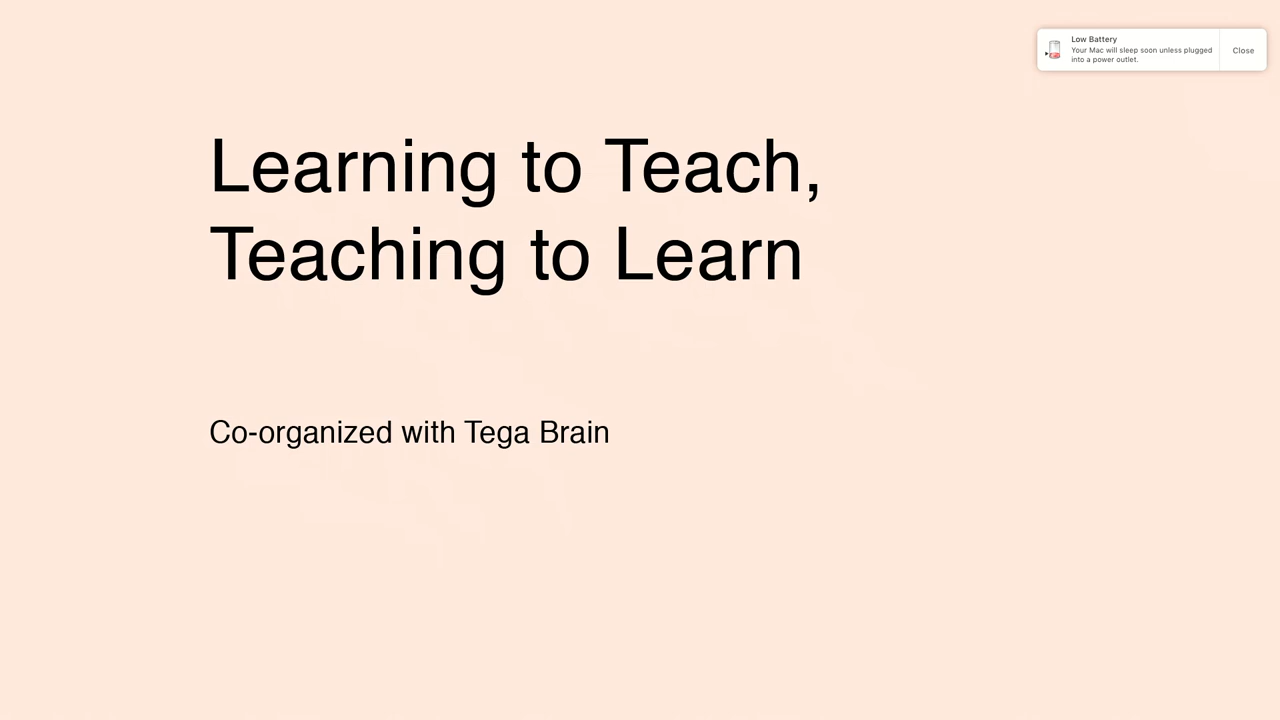 Low Battery
Your Mac will sleep soon unless plugged
into a power outlet.
Close
Learning to Teach,
Teaching to Learn
Co-organized with Tega Brain